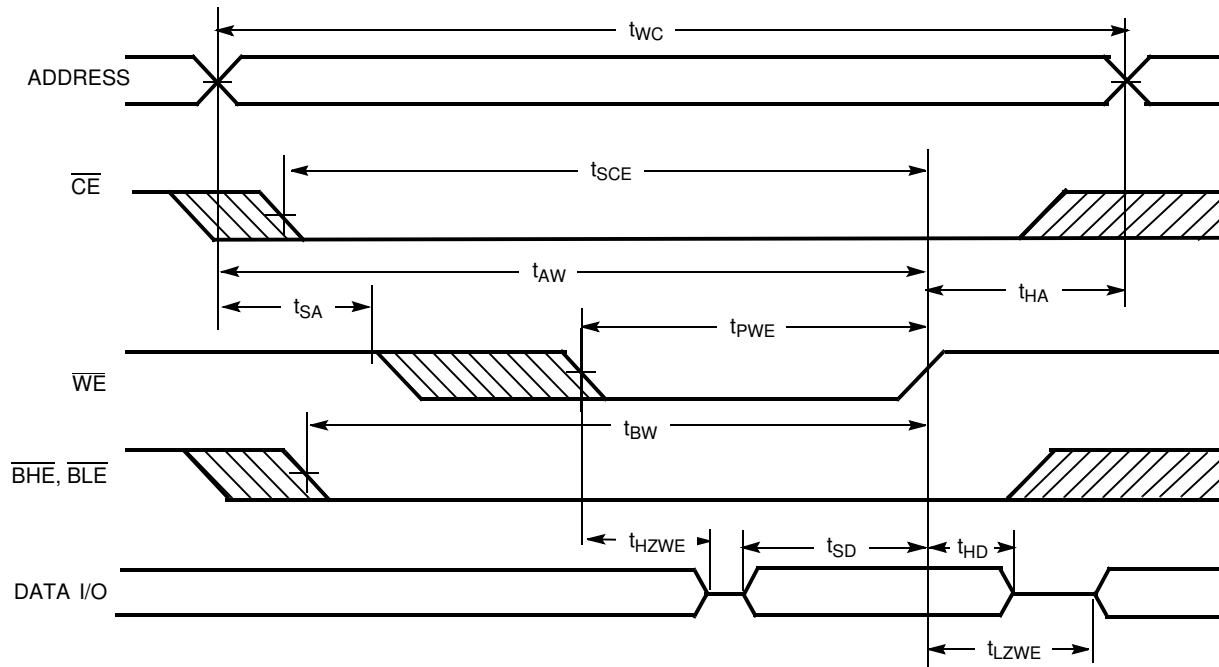 tWC
ADDRESS
CE
tSCE
tAW
tSA
tHA
tPWE
WE
tBW
BHE, BLE
tHZWE
tSD
tHD
DATA I/O
tLZWE